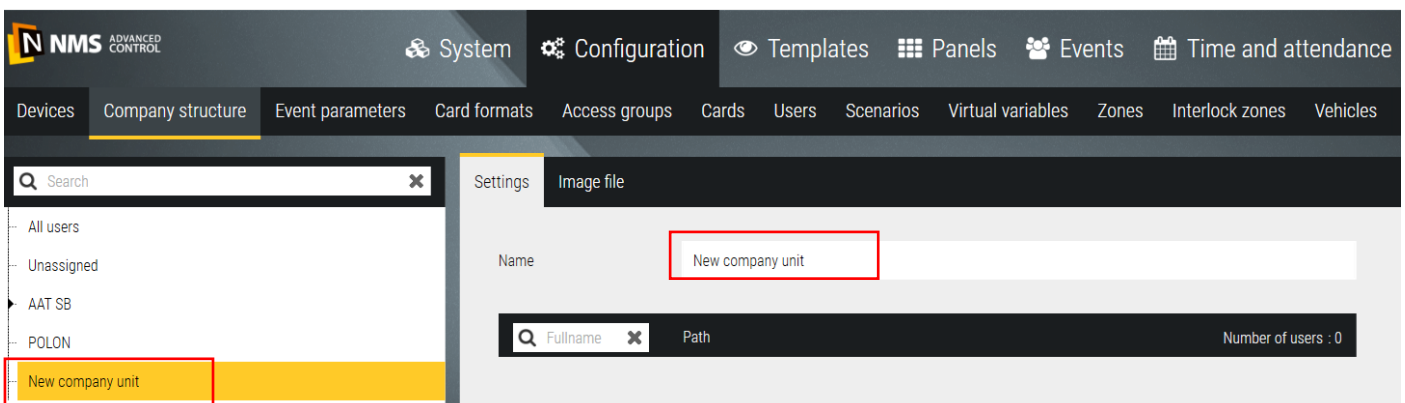 N NMS ADVANCED CONTROL
System Configuration Templates Panels Events Time and attendance
Devices Company structure Event parameters Card formats Access groups Cards Users Scenarios Virtual variables Zones Interlock zones Vehicles
Search
Settings Image file
All users
Unassigned
AAT SB
POLON
New company unit
Name New company unit
Fullname Path Number of users : 0